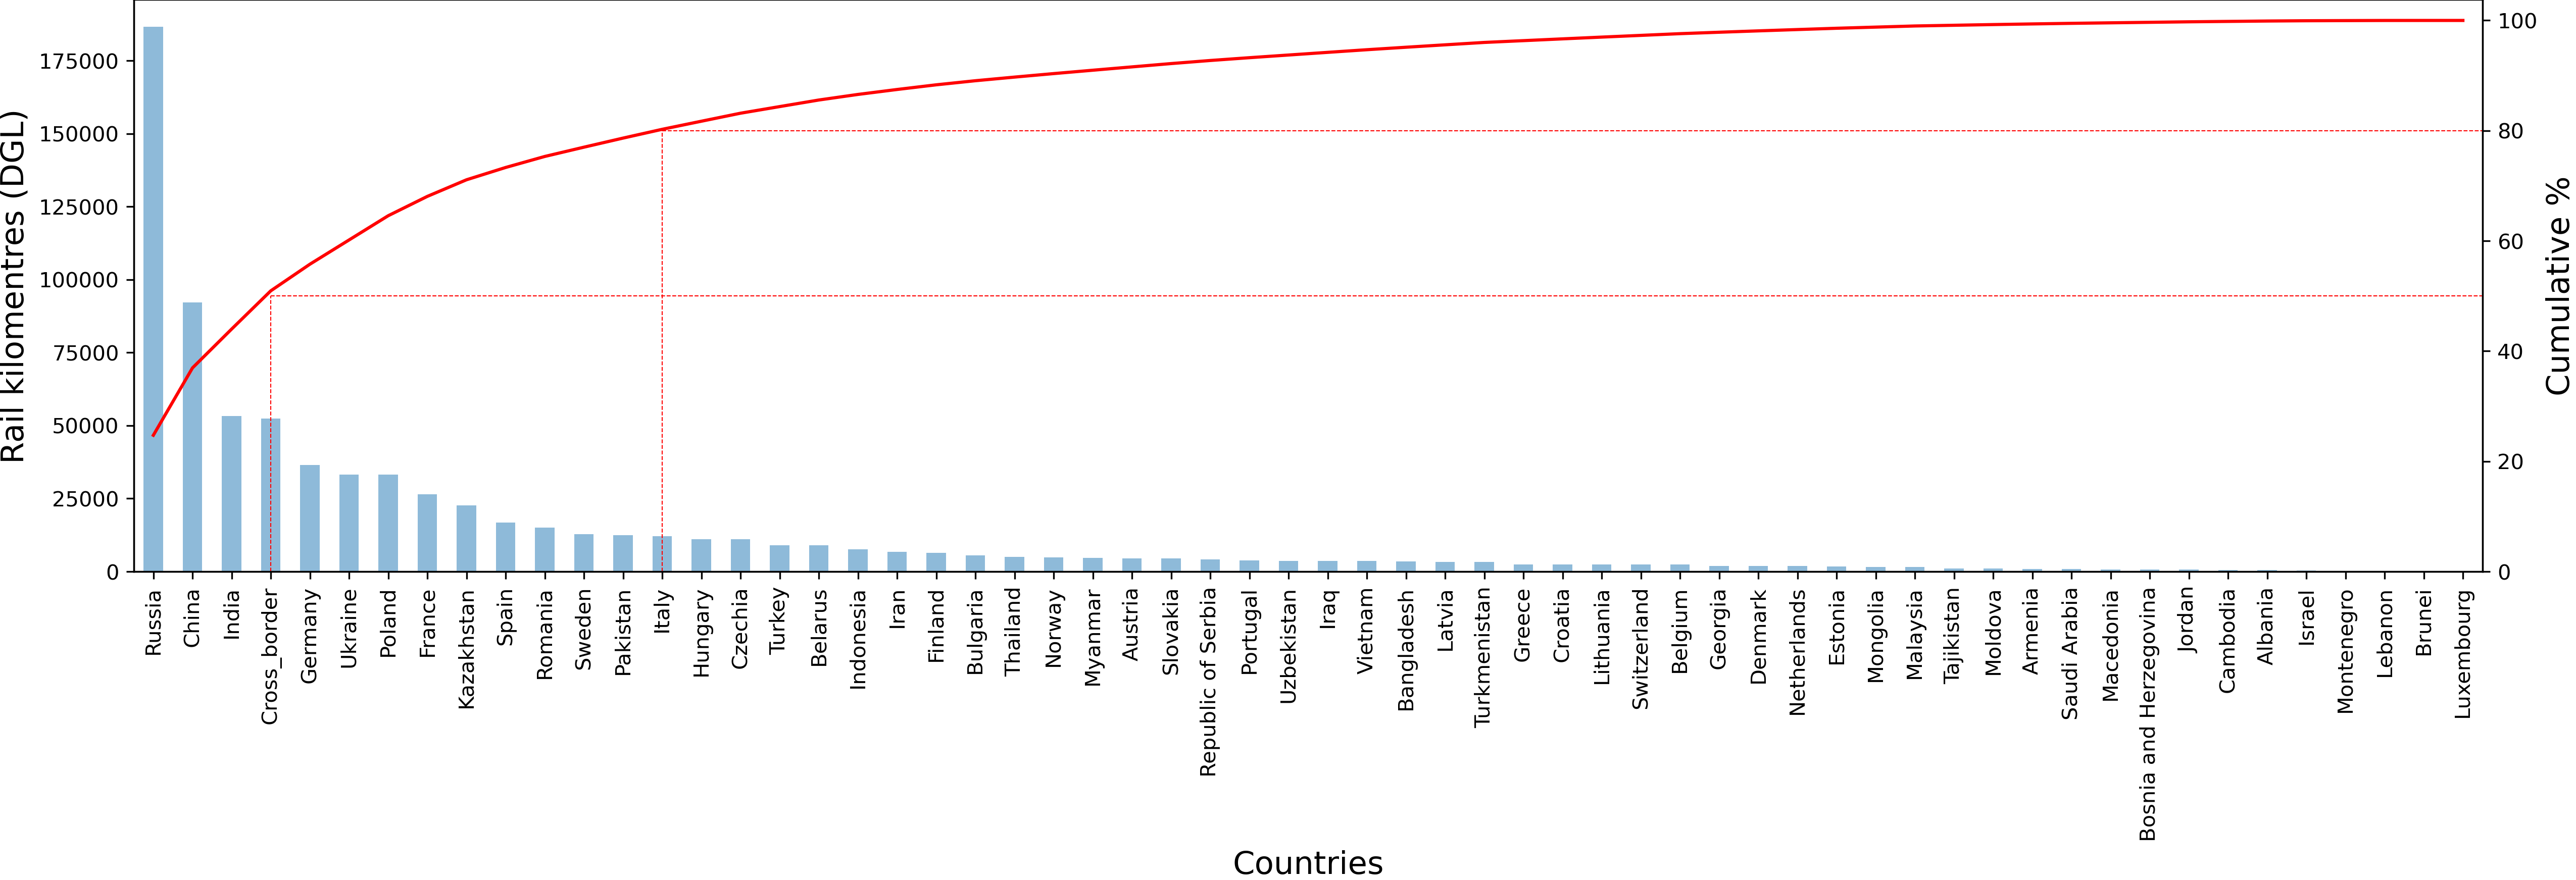 Rail kilomentres (DGL)
175000
150000
125000
100000
75000
50000
25000
0
100
80
60
40
20
0
Cumulative %
Russia
China
India
Cross_border
Germany
Ukraine
Poland
France
Kazakhstan
Spain
Romania
Sweden
Pakistan
Italy
Hungary
Czechia
Turkey
Belarus
Indonesia
Iran
Finland
Bulgaria
Thailand
Norway
Myanmar
Austria
Slovakia
Republic of Serbia
Portugal
Uzbekistan
Iraq
Vietnam
Bangladesh
Latvia
Turkmenistan
Greece
Croatia
Lithuania
Switzerland
Belgium
Georgia
Denmark
Netherlands
Estonia
Mongolia
Malaysia
Tajikistan
Moldova
Armenia
Saudi Arabia
Macedonia
Bosnia and Herzegovina
Jordan
Cambodia
Albania
Israel
Montenegro
Lebanon
Brunei
Luxembourg
Countries